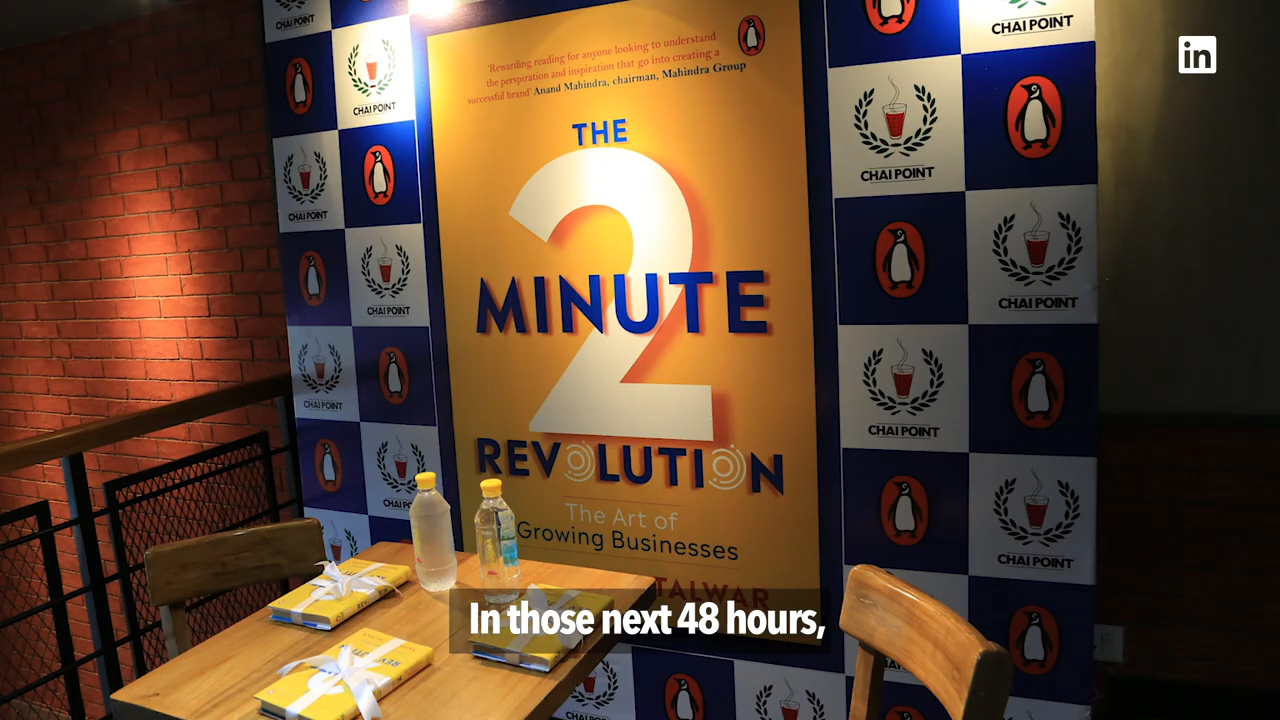 'Rewarding reading for anyone looking to understand
the perspiration and inspiration that go into creating a
successful brand' Anand Mahindra, chairman, Mahindra Group
THE
2
MINUTE
REVOLUTION
The Art of
Growing Businesses
TALWAR
CHAI POINT
CHAI POINT
CHAI POINT
CHAI POINT
CHAI POINT
CHAI POINT
CHAI POINT
CHAI POINT
CHAI POINT
CHAI POINT
in
In those next 48 hours,